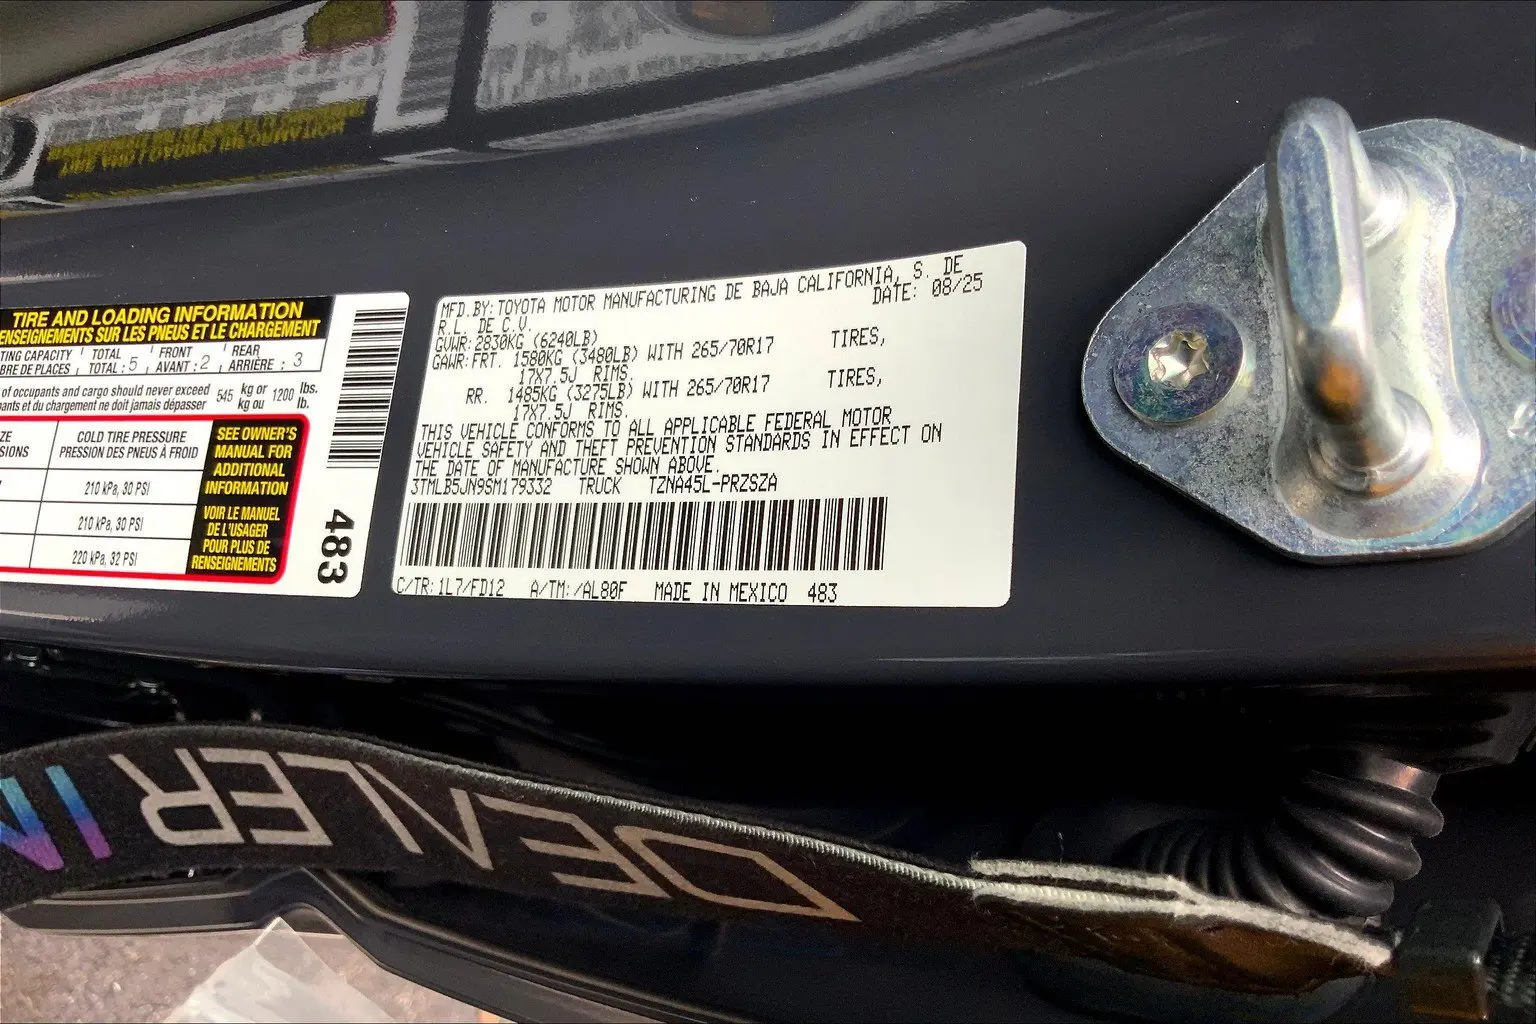 TIRE AND LOADING INFORMATION
ENSEIGNEMENTS SUR LES PNEUS ET LE CHARGEMENT
TING CAPACITY TOTAL FRONT REAR
BRE DE PLACES TOTAL : 5 AVANT : 2 ARRIÈRE : 3
of occupants and cargo should never exceed 545 kg or 1200 lbs.
ants et du chargement ne doit jamais dépasser kg ou lb.
ZE COLD TIRE PRESSURE
SIONS PRESSION DES PNEUS À FROID
210 kPa, 30 PSI
210 kPa, 30 PSI
220 kPa, 32 PSI
SEE OWNER'S
MANUAL FOR
ADDITIONAL
INFORMATION
VOIR LE MANUEL
DE L'USAGER
POUR PLUS DE
RENSEIGNEMENTS
483
MFD.BY:TOYOTA MOTOR MANUFACTURING DE BAJA CALIFORNIA, S. DE
R.L. DE C.V. DATE: 08/25
GVWR:2830KG (6240LB)
GAWR:FRT. 1580KG (3480LB) WITH 265/70R17 TIRES,
17X7.5J RIMS.
RR. 1485KG (3275LB) WITH 265/70R17 TIRES,
17X7.5J RIMS.
THIS VEHICLE CONFORMS TO ALL APPLICABLE FEDERAL MOTOR
VEHICLE SAFETY AND THEFT PREVENTION STANDARDS IN EFFECT ON
THE DATE OF MANUFACTURE SHOWN ABOVE.
3TMLB5JN9SM179332 TRUCK TZNA45L-PRZSZA
C/TR:1L7/FD12 A/TM:/AL80F MADE IN MEXICO 483
DEALER